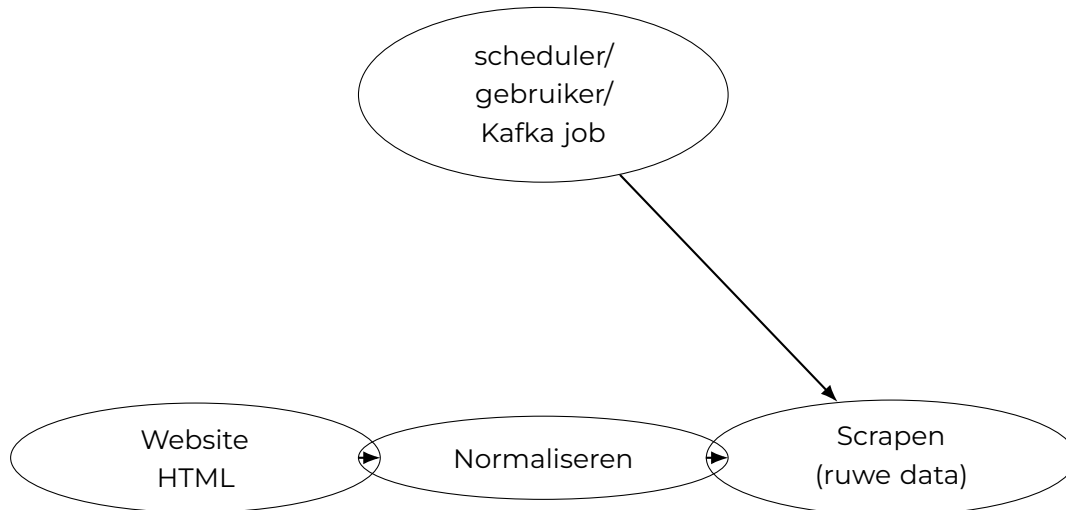 scheduler/
gebruiker/
Kafka job
Website
HTML
Normaliseren
Scrapen
(ruwe data)